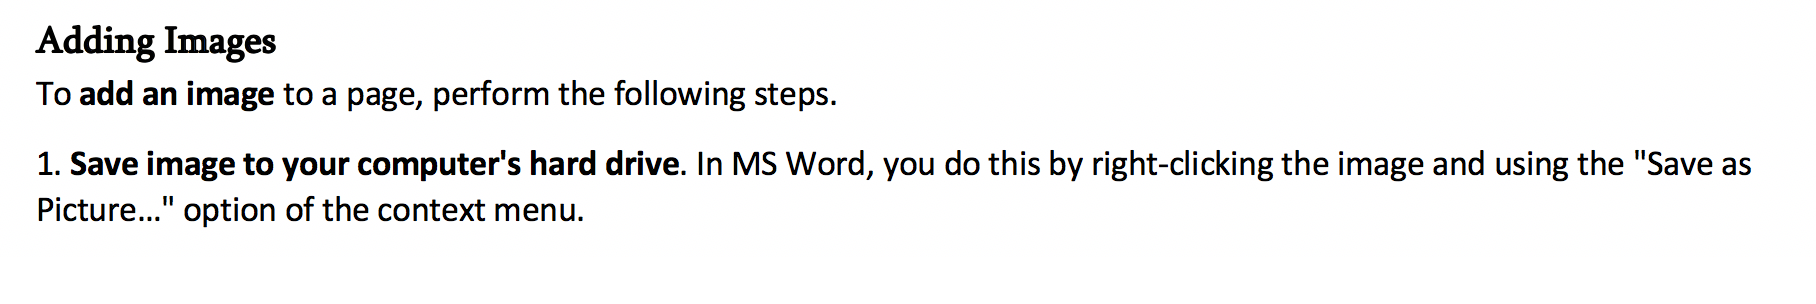 Adding Images
To add an image to a page, perform the following steps.
1. Save image to your computer's hard drive. In MS Word, you do this by right-clicking the image and using the "Save as
Picture..." option of the context menu.